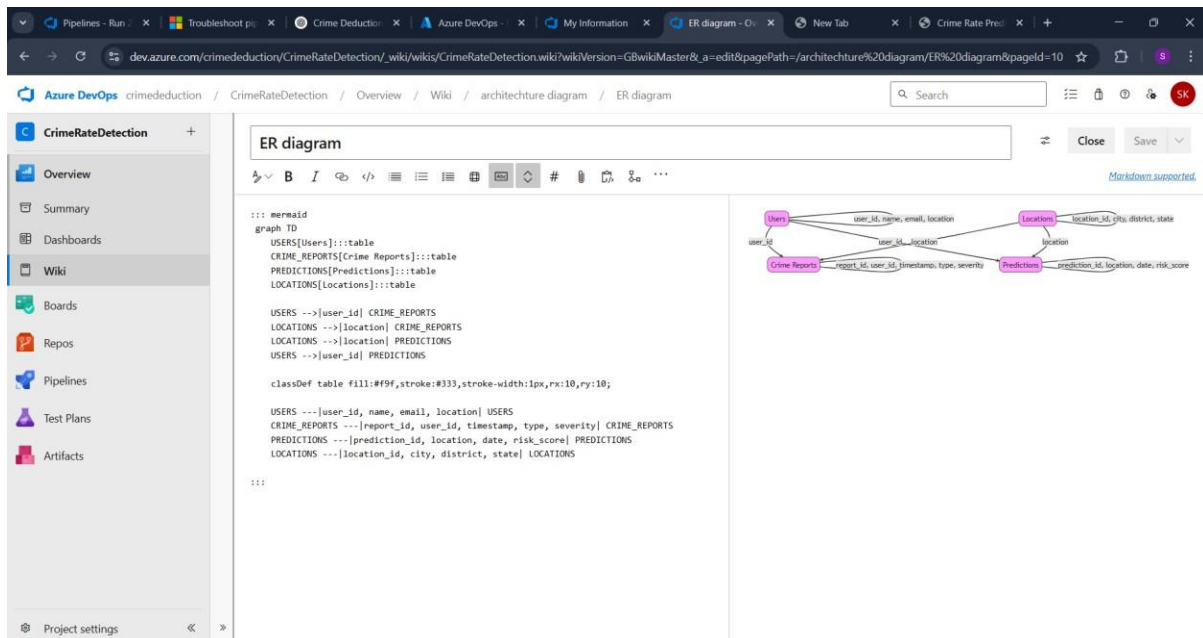 Pipelines - Run 2
Troubleshoot pip
Crime Deduction
Azure DevOps -
My Information
ER diagram - Ov
New Tab
Crime Rate Pred
dev.azure.com/crimededuction/CrimeRateDetection/_wiki/wikis/CrimeRateDetection.wiki?wikiVersion=GBwikiMaster&_a=edit&pagePath=/architechture%20diagram/ER%20diagram&pageId=10
S
Azure DevOps crimededuction / CrimeRateDetection / Overview / Wiki / architechture diagram / ER diagram
Search
SK
C CrimeRateDetection +
Overview
Summary
Dashboards
Wiki
Boards
Repos
Pipelines
Test Plans
Artifacts
Project settings
ER diagram
Close
Save
B I </> #
Markdown supported.
::: mermaid
graph TD
USERS[Users]:::table
CRIME_REPORTS[Crime Reports]:::table
PREDICTIONS[Predictions]:::table
LOCATIONS[Locations]:::table
USERS -->|user_id| CRIME_REPORTS
LOCATIONS -->|location| CRIME_REPORTS
LOCATIONS -->|location| PREDICTIONS
USERS -->|user_id| PREDICTIONS
classDef table fill:#f9f,stroke:#333,stroke-width:1px,rx:10,ry:10;
USERS ---|user_id, name, email, location| USERS
CRIME_REPORTS ---|report_id, user_id, timestamp, type, severity| CRIME_REPORTS
PREDICTIONS ---|prediction_id, location, date, risk_score| PREDICTIONS
LOCATIONS ---|location_id, city, district, state| LOCATIONS
:::
Users
user_id, name, email, location
Locations
location_id, city, district, state
user_id
user_id
location
location
Crime Reports
report_id, user_id, timestamp, type, severity
Predictions
prediction_id, location, date, risk_score